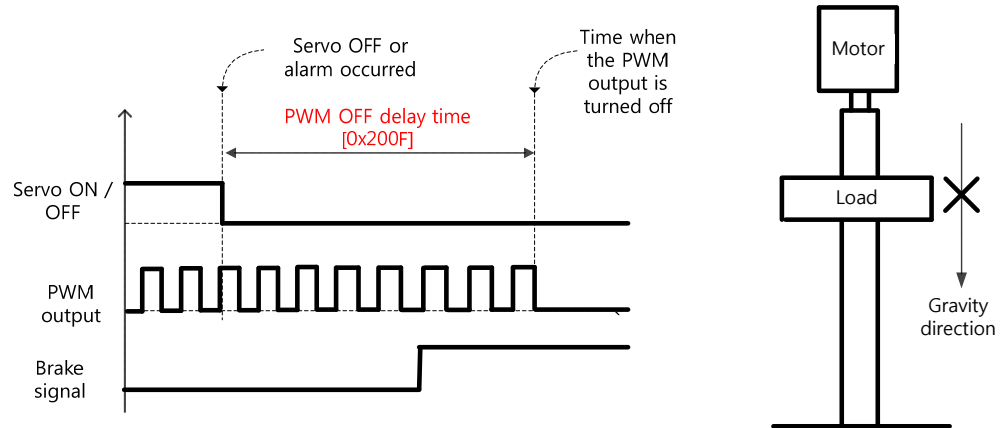 Servo OFF or
alarm occurred
Time when
the PWM
output is
turned off
PWM OFF delay time
[0x200F]
Servo ON /
OFF
PWM
output
Brake
signal
Motor
Load
Gravity
direction